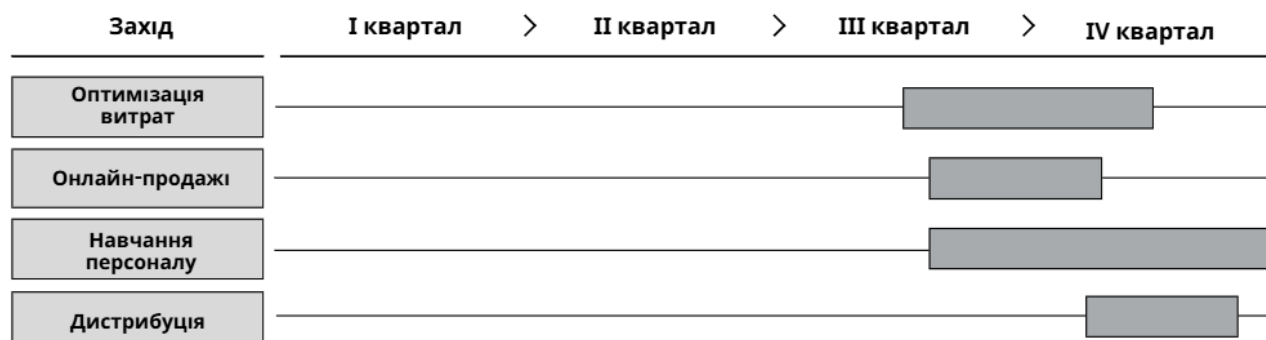 Захід I квартал > II квартал > III квартал > IV квартал
Оптимізація
витрат
Онлайн-продажі
Навчання
персоналу
Дистрибуція